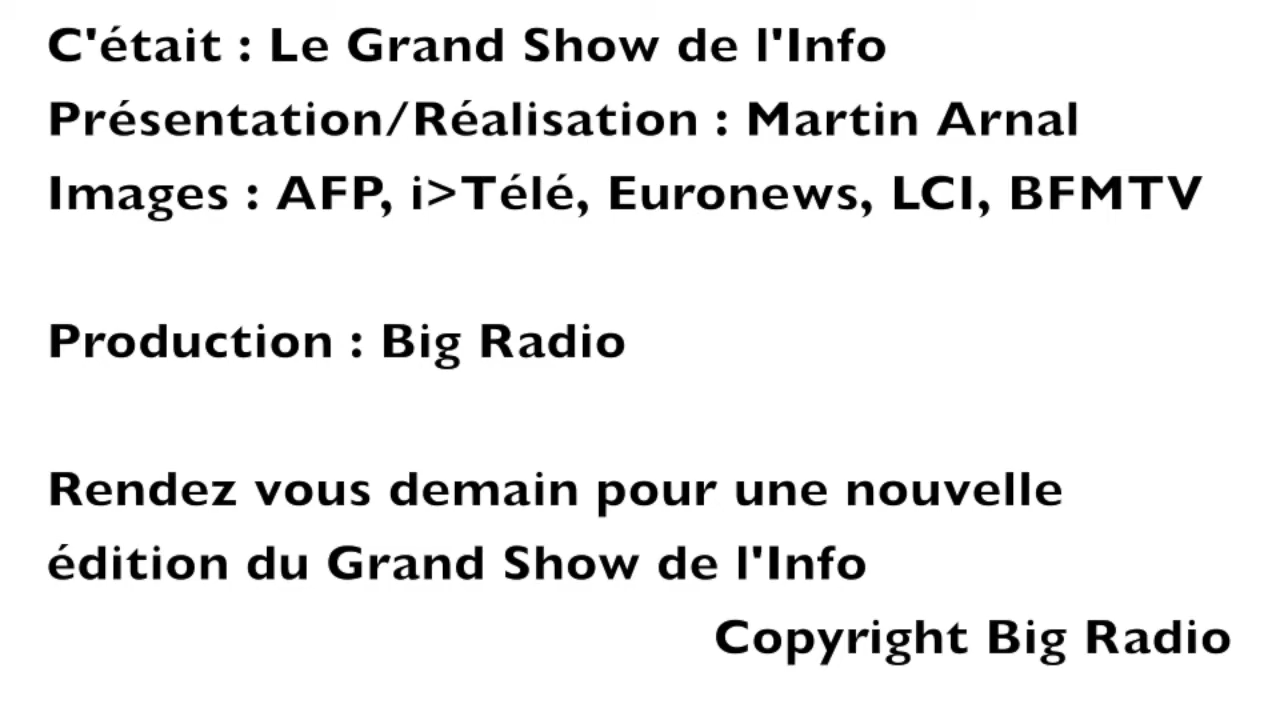 C'était : Le Grand Show de l'Info
Présentation/Réalisation : Martin Arnal
Images : AFP, i>Télé, Euronews, LCI, BFMTV
Production : Big Radio
Rendez vous demain pour une nouvelle
édition du Grand Show de l'Info
Copyright Big Radio